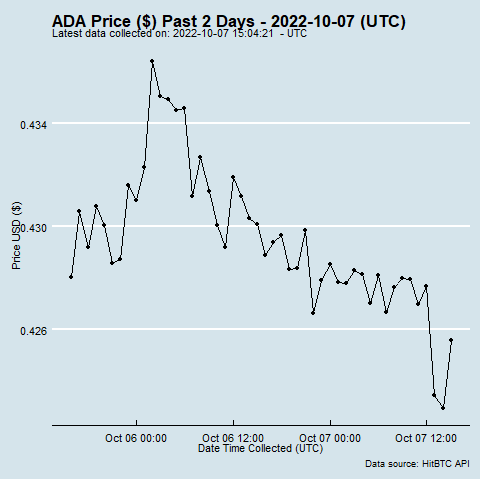 ADA Price ($) Past 2 Days - 2022-10-07 (UTC)
Latest data collected on: 2022-10-07 15:04:21 - UTC
0.434
0.430
0.426
Price USD ($)
Oct 06 00:00 Oct 06 12:00 Oct 07 00:00 Oct 07 12:00
Date Time Collected (UTC)
Data source: HitBTC API